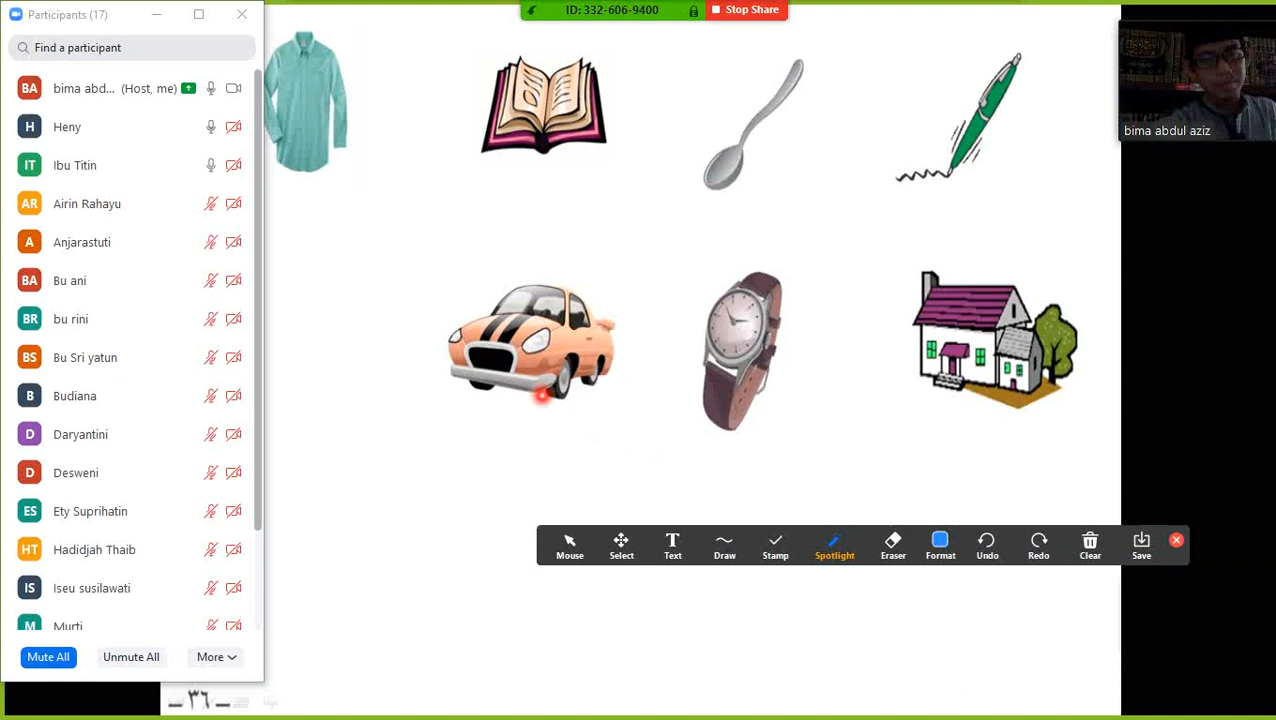 Participants (17)
ID: 332-606-9400
Stop Share
Find a participant
BA bima abd... (Host, me)
H Heny
IT Ibu Titin
AR Airin Rahayu
A Anjarastuti
BA Bu ani
BR bu rini
BS Bu Sri yatun
B Budiana
D Daryantini
D Desweni
ES Ety Suprihatin
HT Hadidjah Thaib
IS Iseu susilawati
M Murti
Mute All
Unmute All
More
bima abdul aziz
Mouse
Select
Text
Draw
Stamp
Spotlight
Eraser
Format
Undo
Redo
Clear
Save
ـ ٣٦ ـ